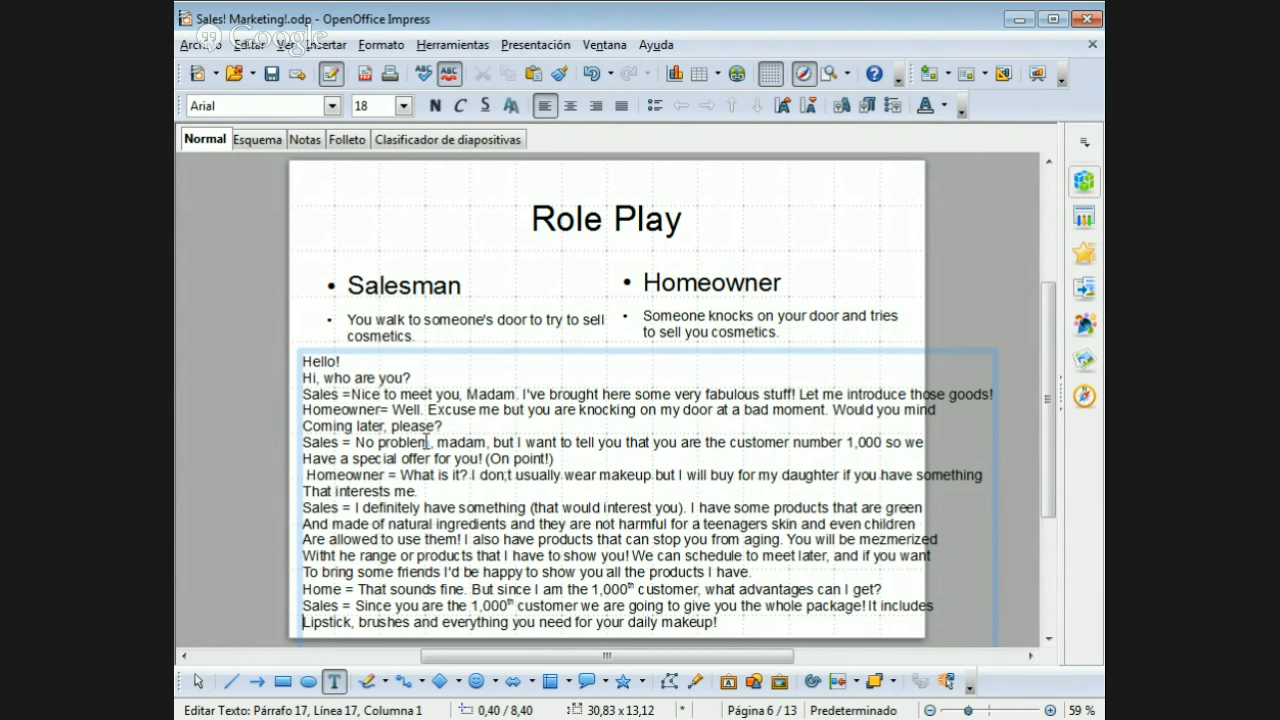 Sales! Marketing!.odp - OpenOffice Impress
Google
Archivo Editar Ver Insertar Formato Herramientas Presentación Ventana Ayuda
Arial 18 N C S
Normal Esquema Notas Folleto Clasificador de diapositivas
Role Play
• Salesman
• You walk to someone's door to try to sell
cosmetics.
• Homeowner
• Someone knocks on your door and tries
to sell you cosmetics.
Hello!
Hi, who are you?
Sales =Nice to meet you, Madam. I've brought here some very fabulous stuff! Let me introduce those goods!
Homeowner= Well. Excuse me but you are knocking on my door at a bad moment. Would you mind
Coming later, please?
Sales = No problem, madam, but I want to tell you that you are the customer number 1,000 so we
Have a special offer for you! (On point!)
Homeowner = What is it? I don;t usually wear makeup but I will buy for my daughter if you have something
That interests me.
Sales = I definitely have something (that would interest you). I have some products that are green
And made of natural ingredients and they are not harmful for a teenagers skin and even children
Are allowed to use them! I also have products that can stop you from aging. You will be mezmerized
Witht he range or products that I have to show you! We can schedule to meet later, and if you want
To bring some friends I'd be happy to show you all the products I have.
Home = That sounds fine. But since I am the 1,000th customer, what advantages can I get?
Sales = Since you are the 1,000th customer we are going to give you the whole package! It includes
Lipstick, brushes and everything you need for your daily makeup!
Editar Texto: Párrafo 17, Línea 17, Columna 1 0,40 / 8,40 30,83 x 13,12 * Página 6 / 13 Predeterminado 59 %